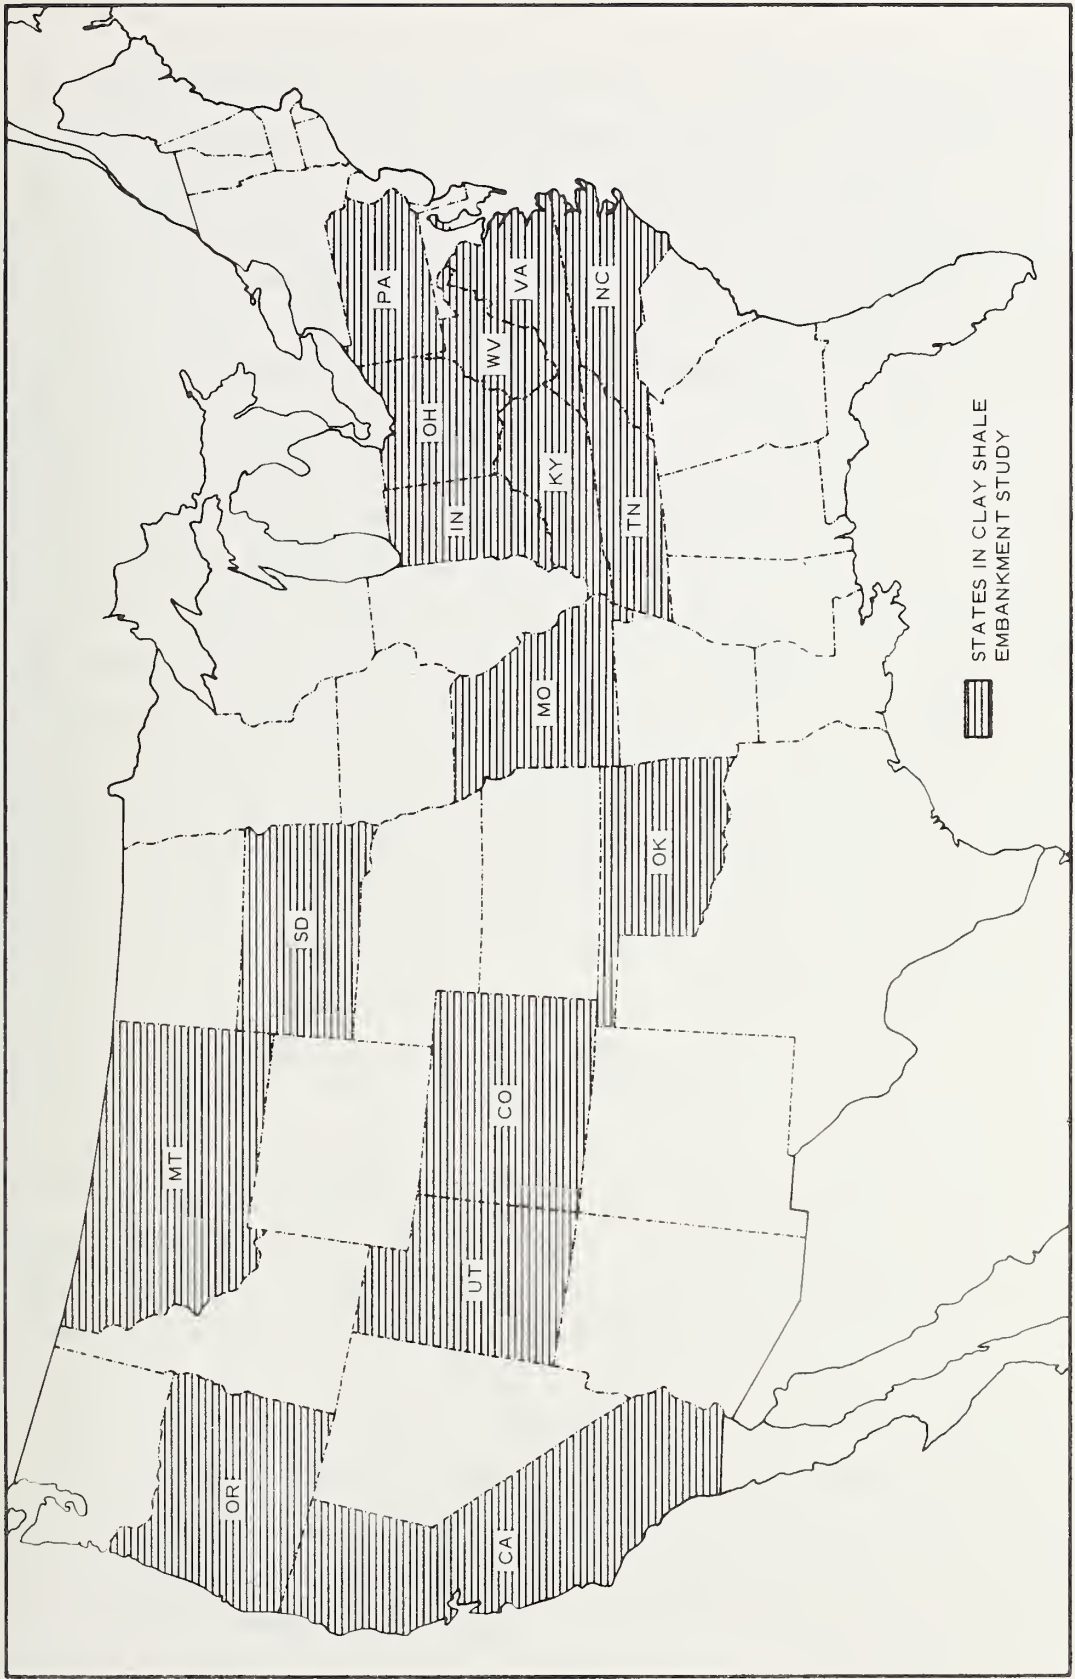 OR
MT
SD
UT
CO
CA
OK
MO
IN
OH
PA
KY
WV
VA
TN
NC
STATES IN CLAY SHALE
EMBANKMENT STUDY